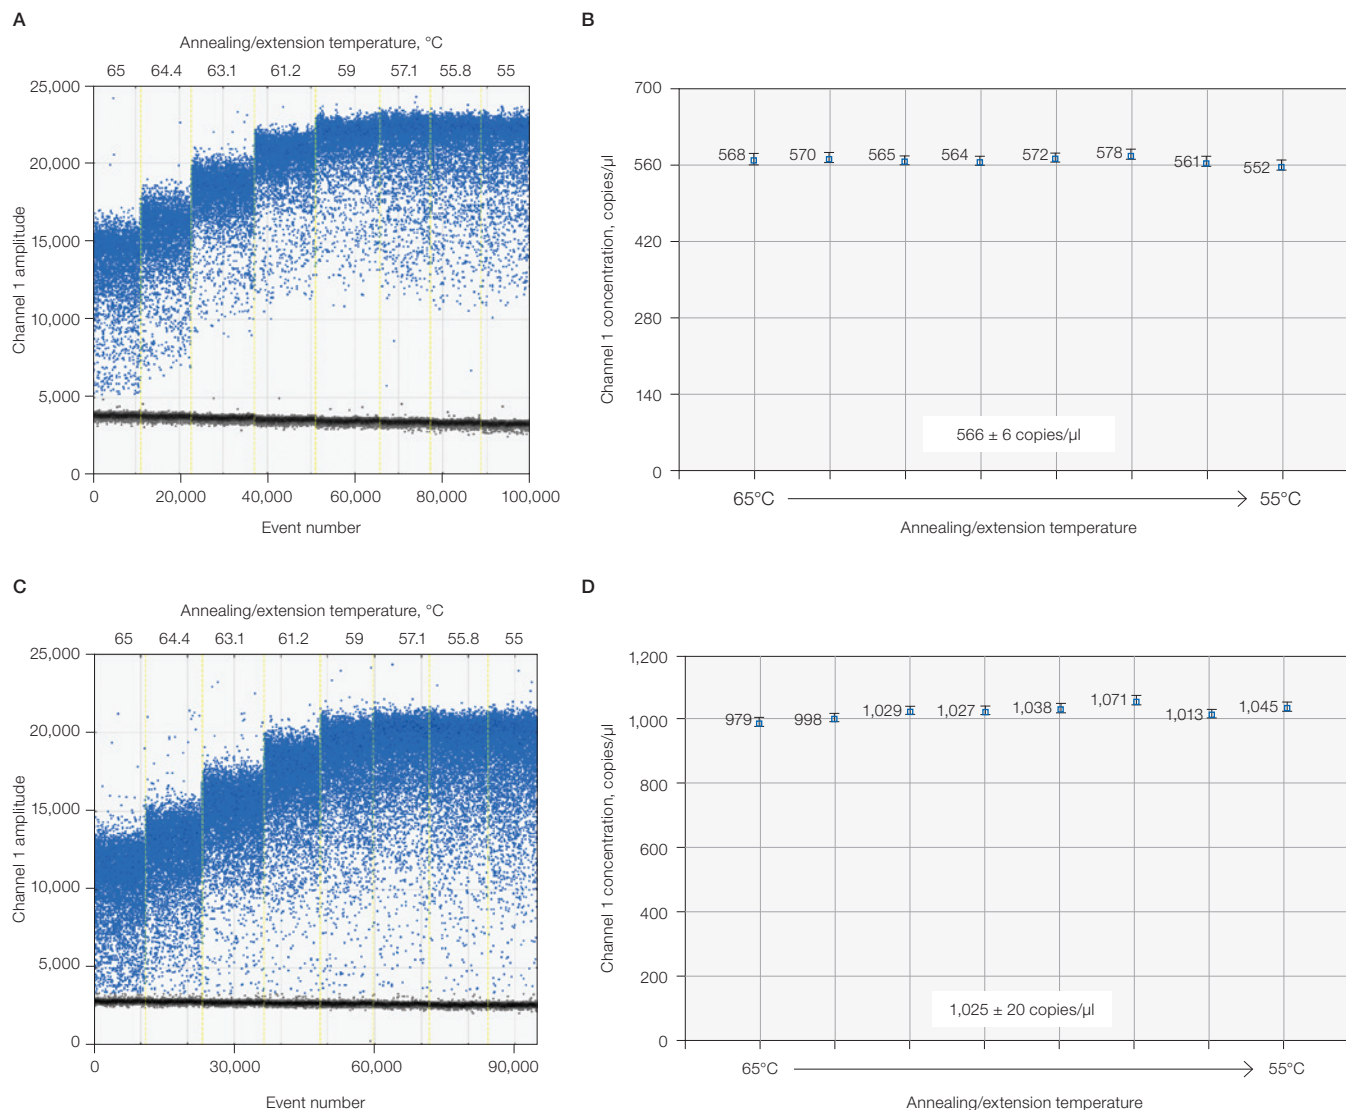 A
Annealing/extension temperature, °C
65 64.4 63.1 61.2 59 57.1 55.8 55
25,000
20,000
15,000
10,000
5,000
0
Channel 1 amplitude
0 20,000 40,000 60,000 80,000 100,000
Event number
B
700
560
420
280
140
0
Channel 1 concentration, copies/µl
568 570 565 564 572 578 561 552
566 ± 6 copies/µl
65°C 55°C
Annealing/extension temperature
C
Annealing/extension temperature, °C
65 64.4 63.1 61.2 59 57.1 55.8 55
25,000
20,000
15,000
10,000
5,000
0
Channel 1 amplitude
0 30,000 60,000 90,000
Event number
D
1,200
1,000
800
600
400
200
0
Channel 1 concentration, copies/µl
979 998 1,029 1,027 1,038 1,071 1,013 1,045
1,025 ± 20 copies/µl
65°C 55°C
Annealing/extension temperature